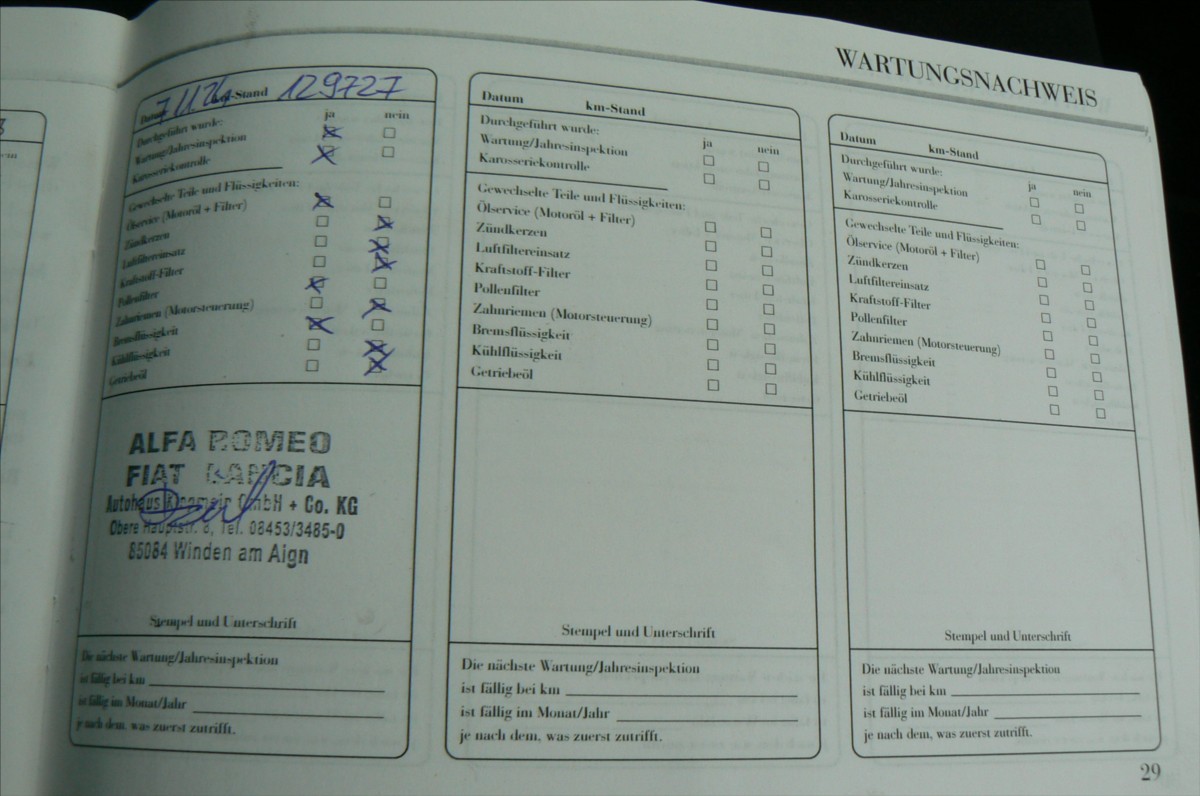 WARTUNGSNACHWEIS
Datum km-Stand 129727
ja nein
Durchgeführt wurde:
Wartung/Jahresinspektion
Karosseriekontrolle
Gewechselte Teile und Flüssigkeiten:
Ölservice (Motoröl + Filter)
Zündkerzen
Luftfiltereinsatz
Kraftstoff-Filter
Pollenfilter
Zahnriemen (Motorsteuerung)
Bremsflüssigkeit
Kühlflüssigkeit
Getriebeöl
ALFA ROMEO
FIAT LANCIA
Autohaus GmbH + Co. KG
Obere Hauptstr. 8, Tel. 08453/3485-0
85084 Winden am Aign
Stempel und Unterschrift
Die nächste Wartung/Jahresinspektion
ist fällig bei km
ist fällig im Monat/Jahr
je nach dem, was zuerst zutrifft.
Datum km-Stand
Durchgeführt wurde:
ja nein
Wartung/Jahresinspektion
Karosseriekontrolle
Gewechselte Teile und Flüssigkeiten:
Ölservice (Motoröl + Filter)
Zündkerzen
Luftfiltereinsatz
Kraftstoff-Filter
Pollenfilter
Zahnriemen (Motorsteuerung)
Bremsflüssigkeit
Kühlflüssigkeit
Getriebeöl
Stempel und Unterschrift
Die nächste Wartung/Jahresinspektion
ist fällig bei km
ist fällig im Monat/Jahr
je nach dem, was zuerst zutrifft.
Datum km-Stand
Durchgeführt wurde:
ja nein
Wartung/Jahresinspektion
Karosseriekontrolle
Gewechselte Teile und Flüssigkeiten:
Ölservice (Motoröl + Filter)
Zündkerzen
Luftfiltereinsatz
Kraftstoff-Filter
Pollenfilter
Zahnriemen (Motorsteuerung)
Bremsflüssigkeit
Kühlflüssigkeit
Getriebeöl
Stempel und Unterschrift
Die nächste Wartung/Jahresinspektion
ist fällig bei km
ist fällig im Monat/Jahr
je nach dem, was zuerst zutrifft.
29